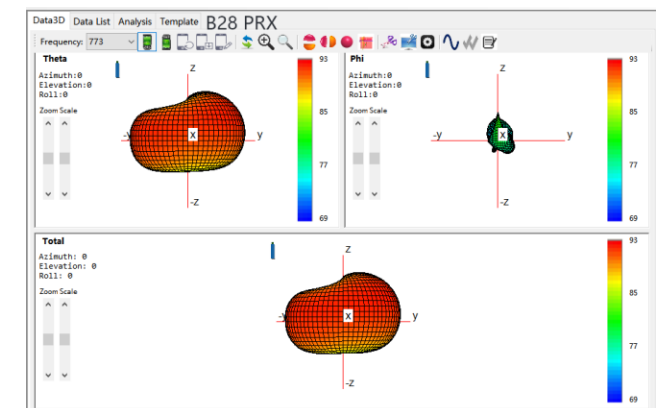 Data3D Data List Analysis Template B28 PRX
Frequency: 773
Theta
Azimuth:0
Elevation:0
Roll:0
Zoom Scale
z
-y
X
y
-z
93
85
77
69
Phi
Azimuth:0
Elevation:0
Roll:0
Zoom Scale
z
-y
X
y
-z
93
85
77
69
Total
Azimuth: 0
Elevation: 0
Roll: 0
Zoom Scale
z
-y
X
y
-z
93
85
77
69